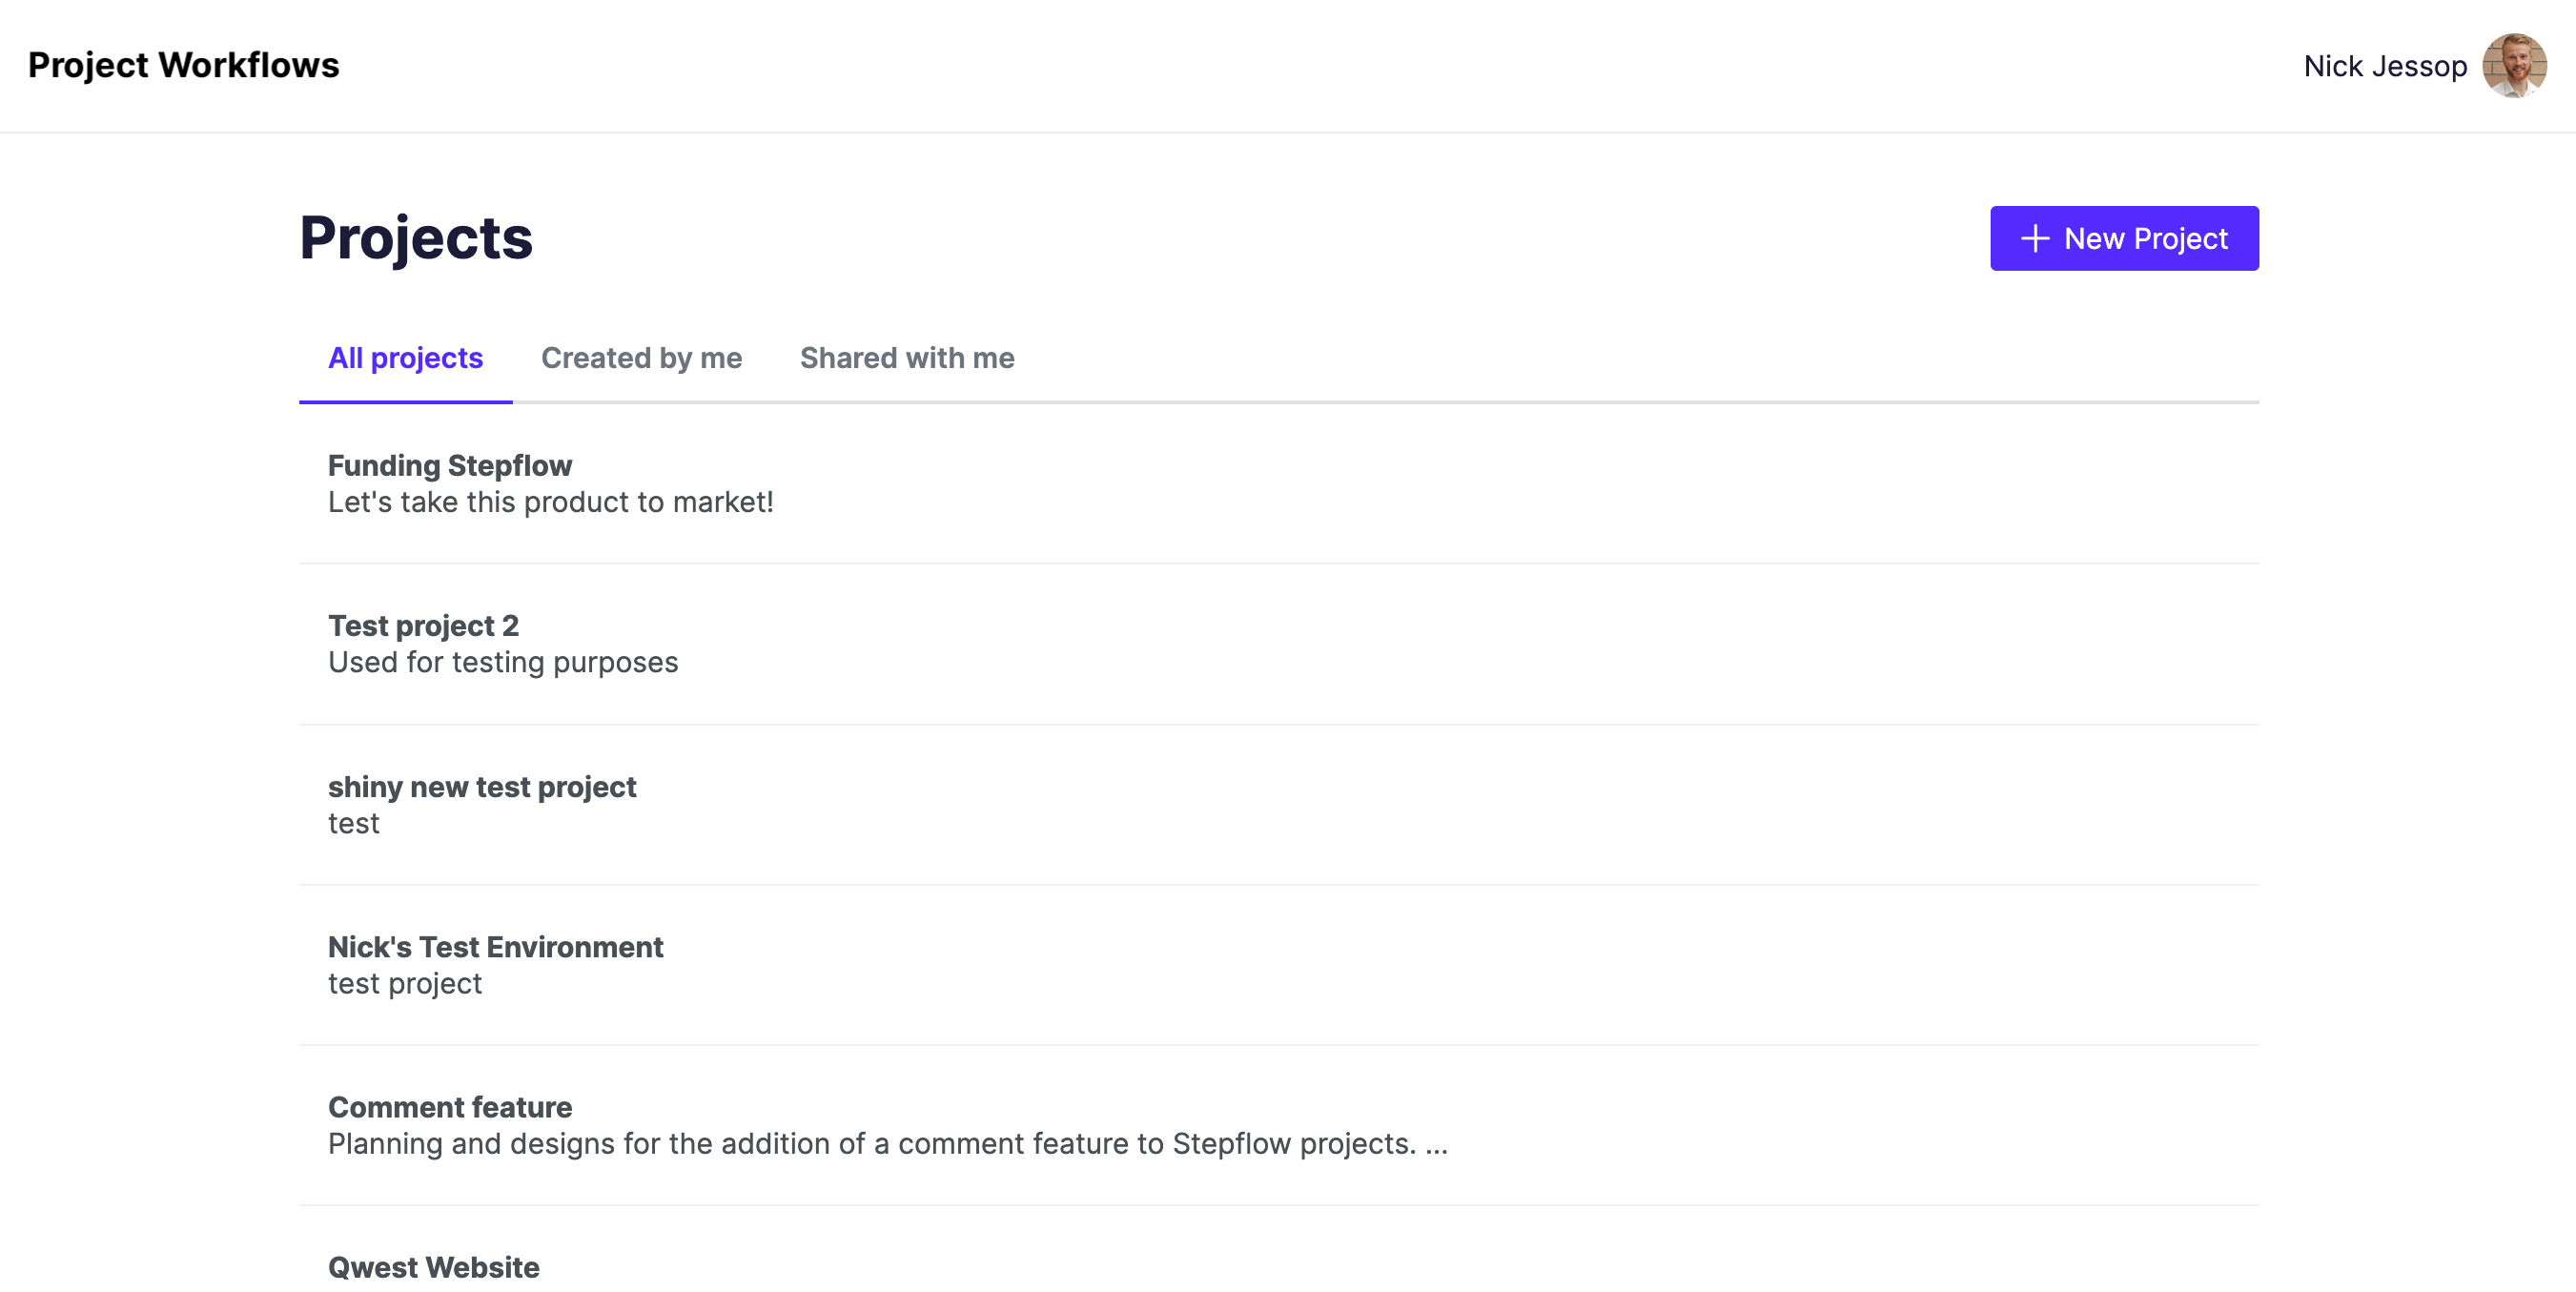 Project Workflows
Nick Jessop
Projects
New Project
All projects
Created by me
Shared with me
Funding Stepflow
Let's take this product to market!
Test project 2
Used for testing purposes
shiny new test project
test
Nick's Test Environment
test project
Comment feature
Planning and designs for the addition of a comment feature to Stepflow projects. ...
Qwest Website